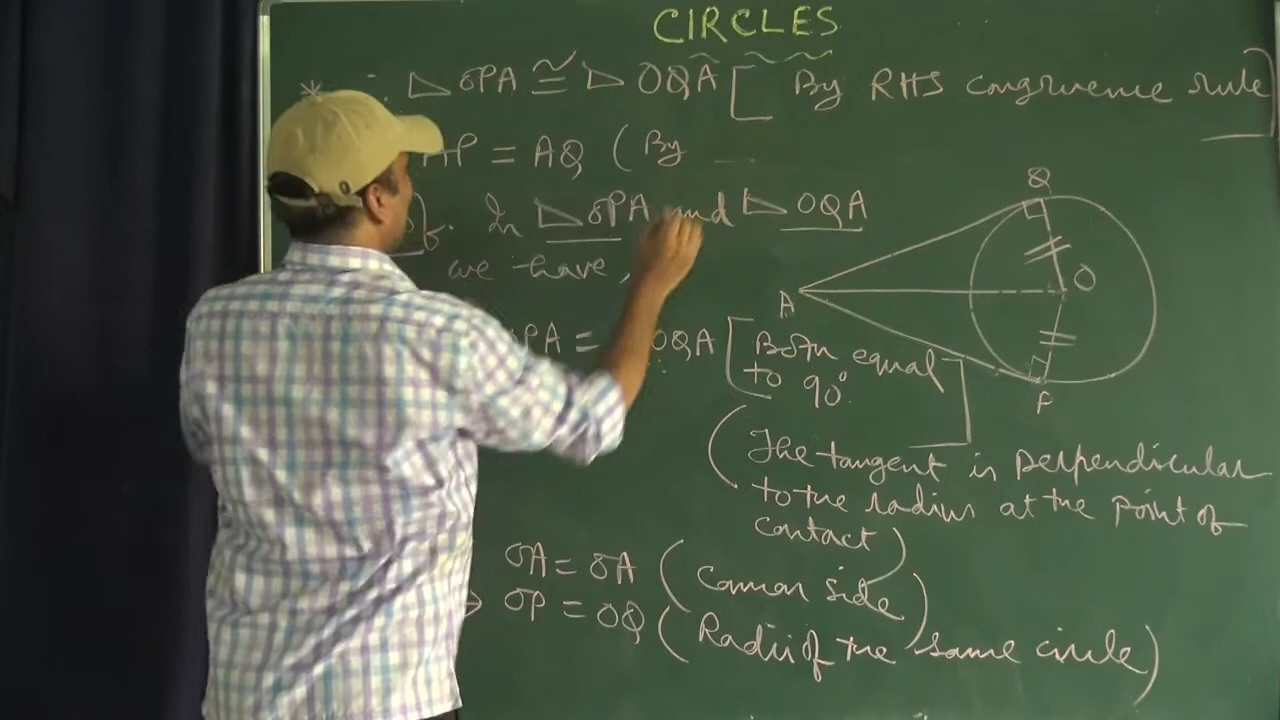 CIRCLES
* ∴ △OPA ≅ △OQA [ By RHS congruence rule ]
AP = AQ ( By
In △OPA and △OQA
we have,
PA = OQA [ Both equal
to 90°
( The tangent is perpendicular
to the radius at the point of
contact )
OA = OA ( Common side )
⇒ OP = OQ ( Radii of the same circle )
Q
O
A
P